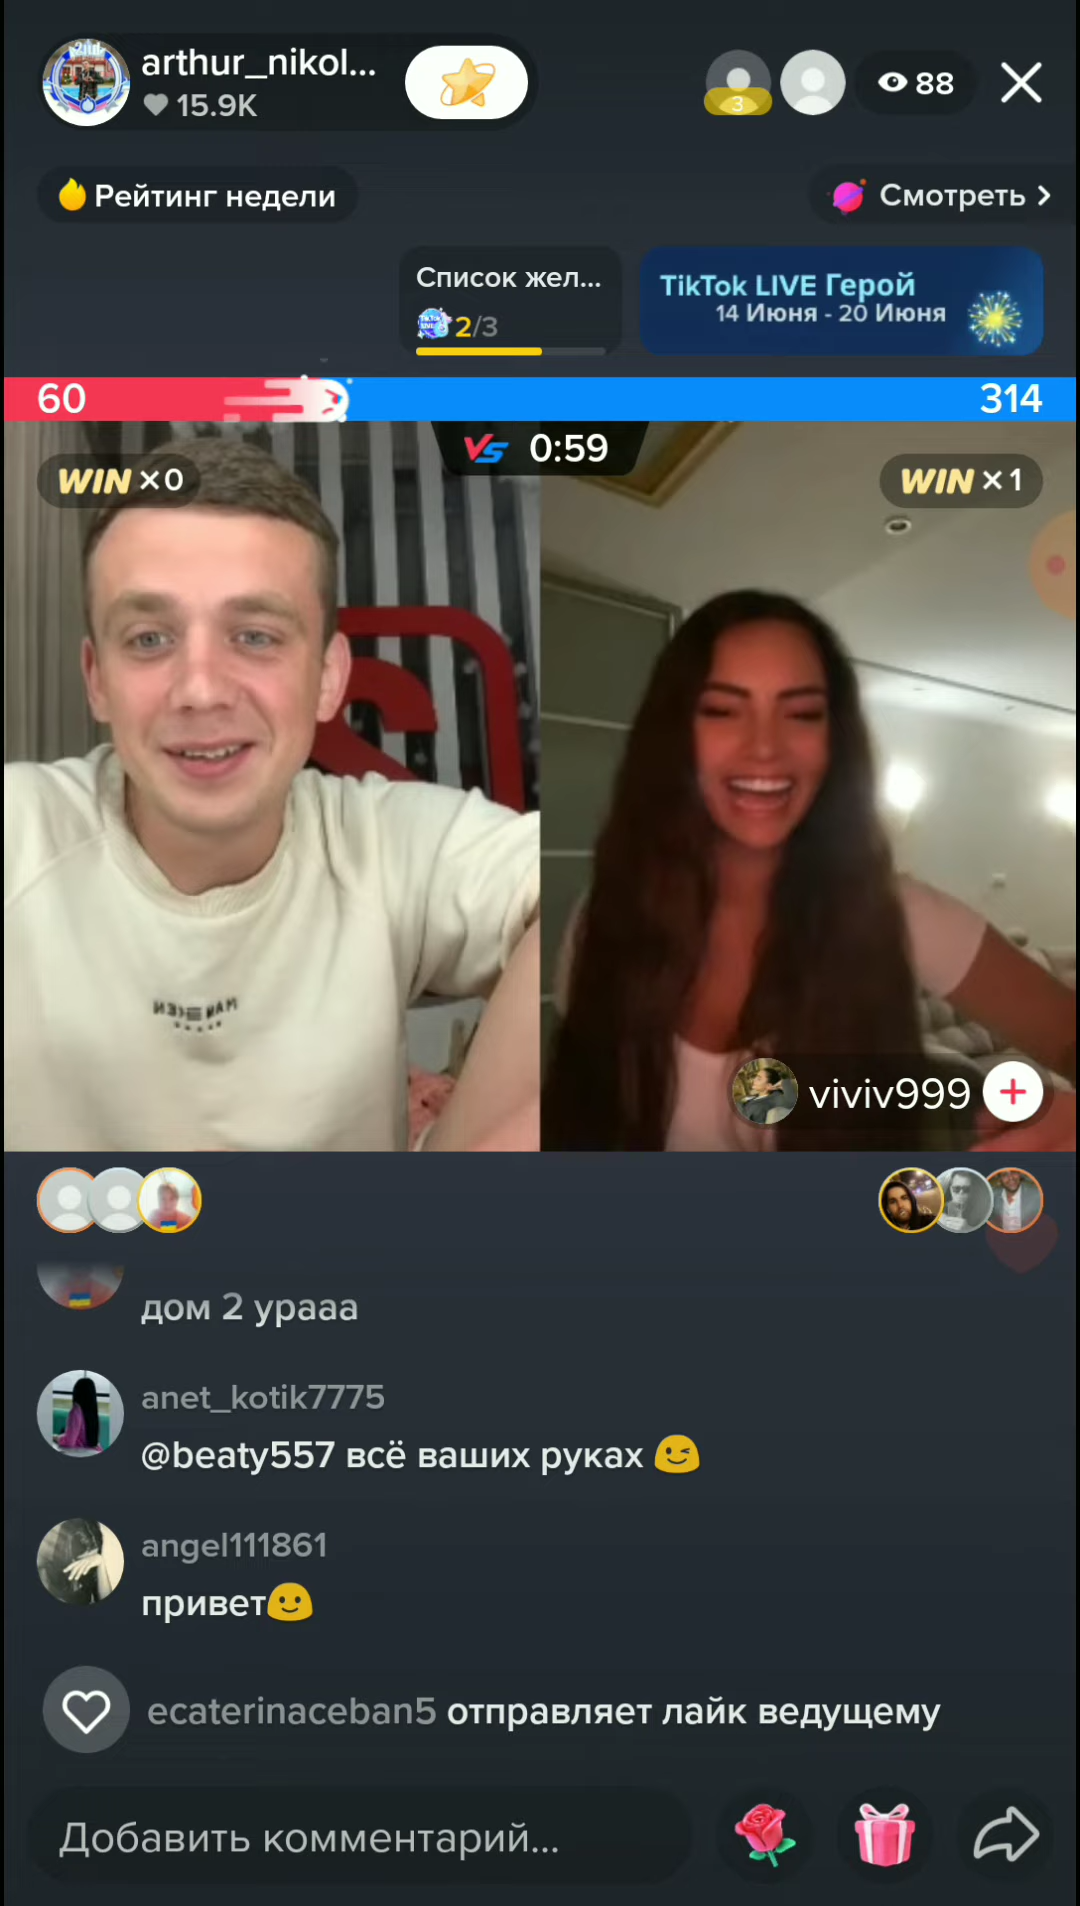 arthur_nikol...
15.9K
3
88
Рейтинг недели
Смотреть
Список жел...
2/3
TikTok LIVE Герой
14 Июня - 20 Июня
60
314
VS 0:59
WIN ×0
WIN ×1
viviv999
дом 2 урааа
anet_kotik7775
@beaty557 всё ваших руках
angel111861
привет
ecaterinaceban5 отправляет лайк ведущему
Добавить комментарий...